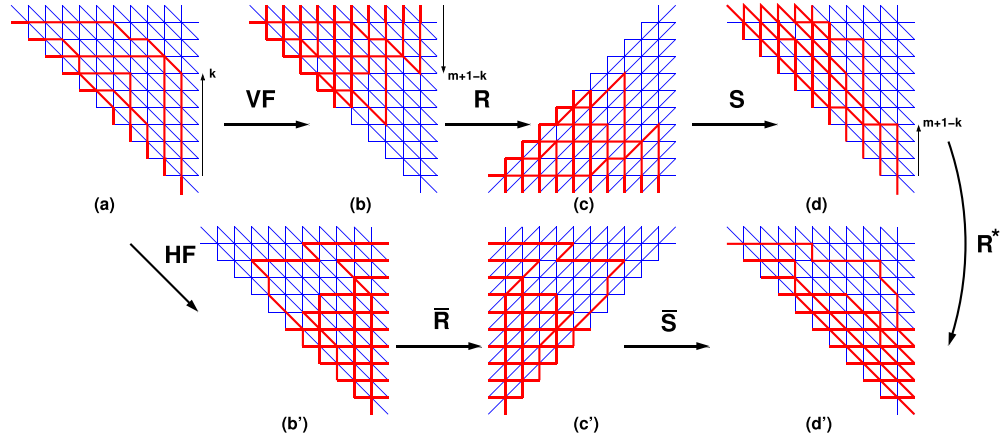 k
m+1−k
VF
R
S
m+1−k
(a)
(b)
(c)
(d)
HF
R̅
S̅
R*
(b')
(c')
(d')